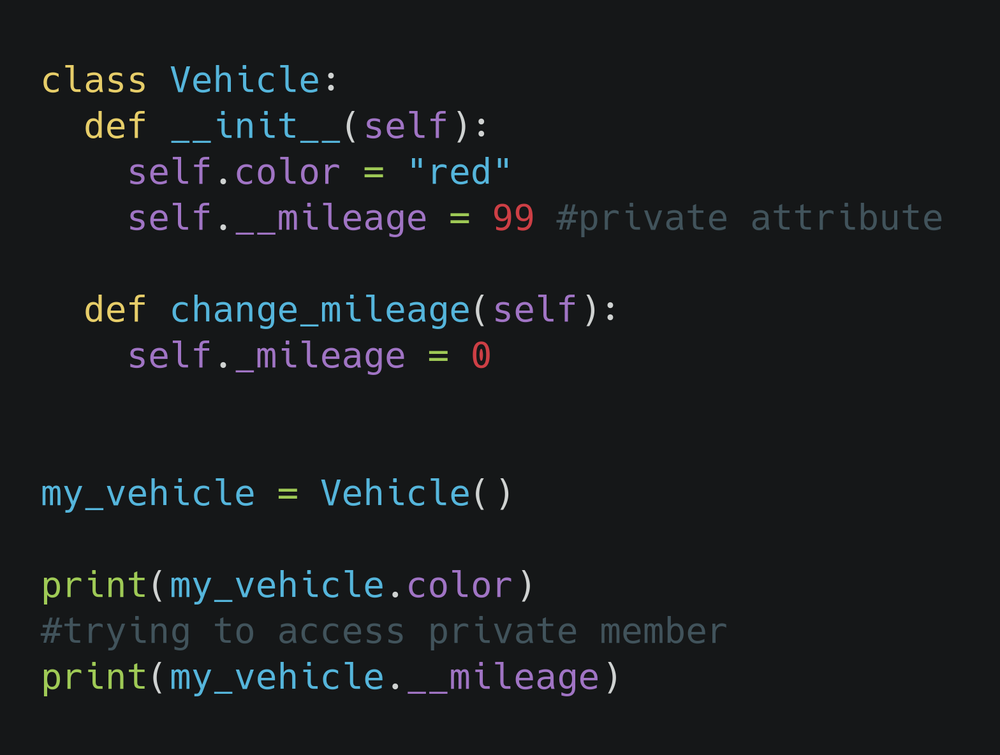 class Vehicle:
  def __init__(self):
    self.color = "red"
    self.__mileage = 99 #private attribute
  def change_mileage(self):
    self._mileage = 0
my_vehicle = Vehicle()
print(my_vehicle.color)
#trying to access private member
print(my_vehicle.__mileage)